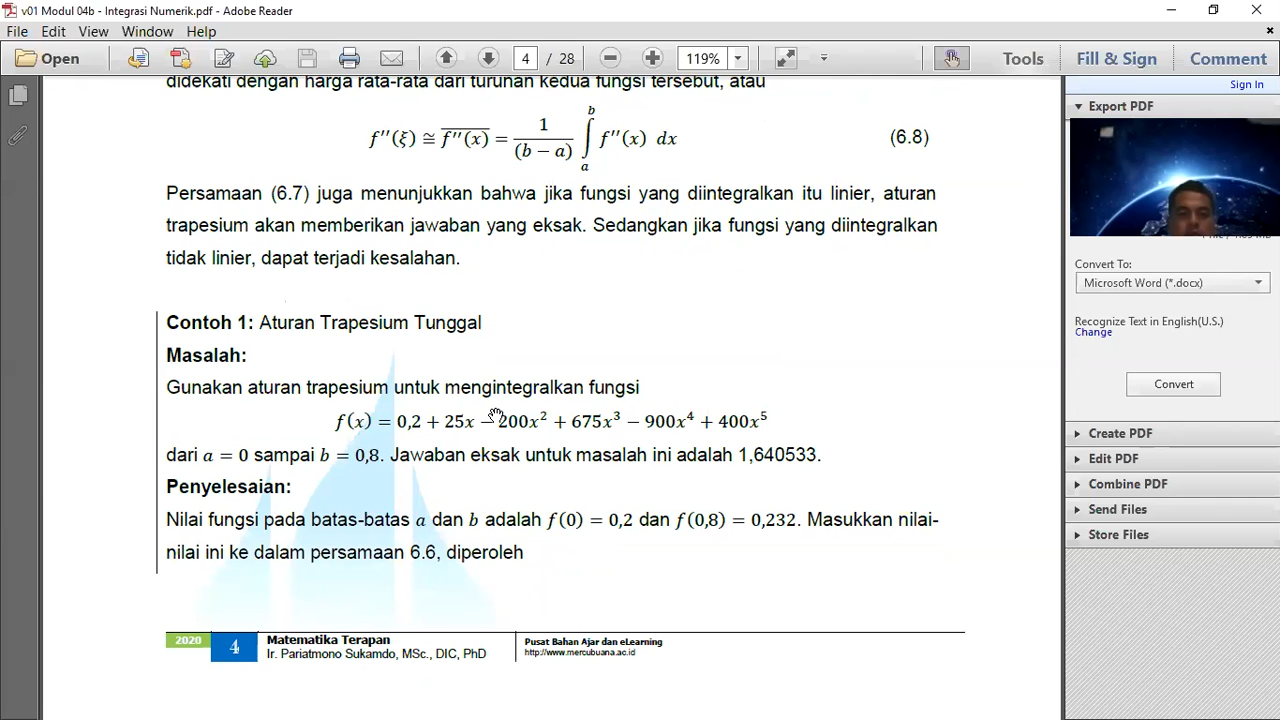 v01 Modul 04b - Integrasi Numerik.pdf - Adobe Reader
File Edit View Window Help
Open 4 / 28 119% Tools Fill & Sign Comment
Sign In
didekati dengan harga rata-rata dari turunan kedua fungsi tersebut, atau
f''(ξ) ≅ \overline{f''(x)} = \frac{1}{(b − a)} \int_a^b f''(x) dx (6.8)
Persamaan (6.7) juga menunjukkan bahwa jika fungsi yang diintegralkan itu linier, aturan
trapesium akan memberikan jawaban yang eksak. Sedangkan jika fungsi yang diintegralkan
tidak linier, dapat terjadi kesalahan.
Contoh 1: Aturan Trapesium Tunggal
Masalah:
Gunakan aturan trapesium untuk mengintegralkan fungsi
f(x) = 0,2 + 25x − 200x² + 675x³ − 900x⁴ + 400x⁵
dari a = 0 sampai b = 0,8. Jawaban eksak untuk masalah ini adalah 1,640533.
Penyelesaian:
Nilai fungsi pada batas-batas a dan b adalah f(0) = 0,2 dan f(0,8) = 0,232. Masukkan nilai-
nilai ini ke dalam persamaan 6.6, diperoleh
2020
4
Matematika Terapan
Ir. Pariatmono Sukamdo, MSc., DIC, PhD
Pusat Bahan Ajar dan eLearning
http://www.mercubuana.ac.id
Export PDF
Convert To:
Microsoft Word (*.docx)
Recognize Text in English(U.S.)
Change
Convert
Create PDF
Edit PDF
Combine PDF
Send Files
Store Files